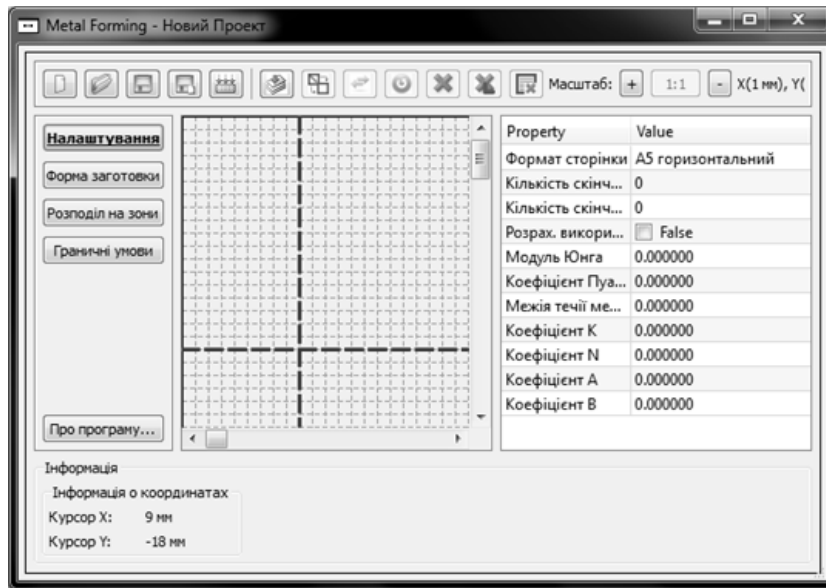 Metal Forming - Новий Проект
Масштаб: + 1:1 - X(1 мм), Y(
Налаштування
Форма заготовки
Розподіл на зони
Граничні умови
Про програму...
Property Value
Формат сторінки A5 горизонтальний
Кількість скінч... 0
Кількість скінч... 0
Розрах. викори... False
Модуль Юнга 0.000000
Коефіцієнт Пуа... 0.000000
Межія течії ме... 0.000000
Коефіцієнт K 0.000000
Коефіцієнт N 0.000000
Коефіцієнт A 0.000000
Коефіцієнт B 0.000000
Інформація
Інформація о координатах
Курсор X: 9 мм
Курсор Y: -18 мм